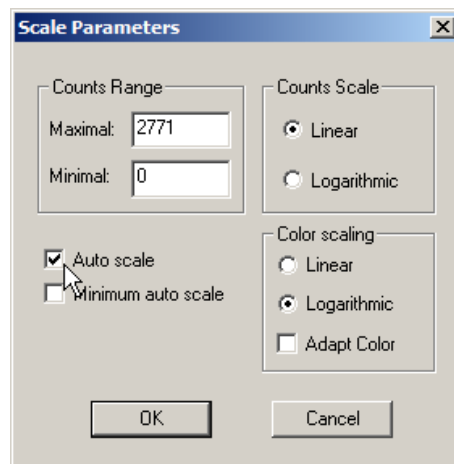 Scale Parameters
Counts Range
Maximal: 2771
Minimal: 0
Counts Scale
Linear
Logarithmic
Auto scale
Minimum auto scale
Color scaling
Linear
Logarithmic
Adapt Color
OK
Cancel